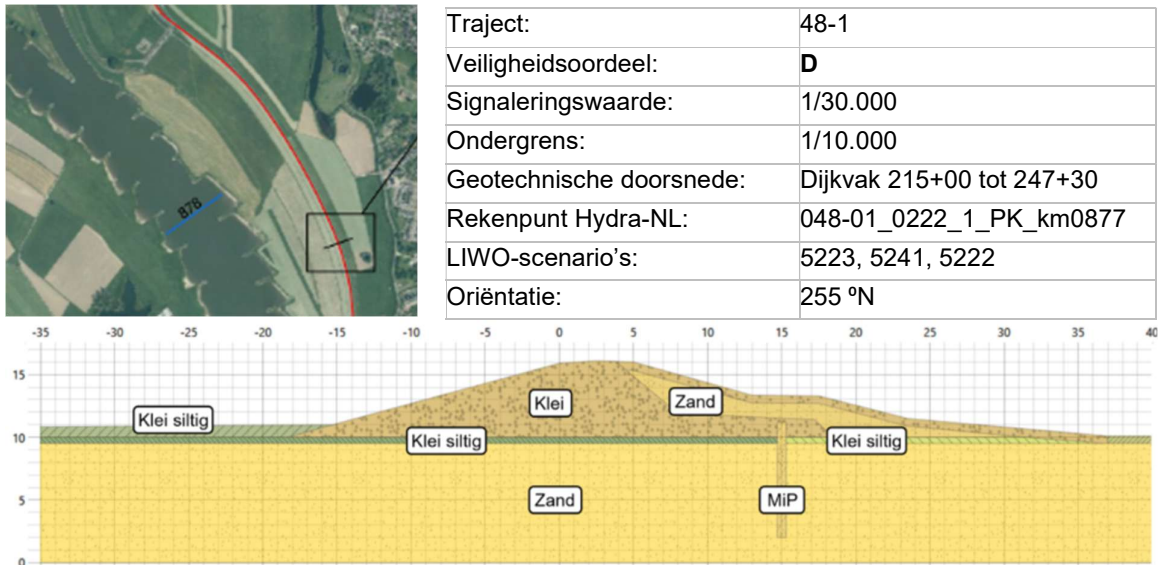 878
Traject: 48-1
Veiligheidsoordeel: D
Signaleringswaarde: 1/30.000
Ondergrens: 1/10.000
Geotechnische doorsnede: Dijkvak 215+00 tot 247+30
Rekenpunt Hydra-NL: 048-01_0222_1_PK_km0877
LIWO-scenario's: 5223, 5241, 5222
Oriëntatie: 255 ºN
-35 -30 -25 -20 -15 -10 -5 0 5 10 15 20 25 30 35 40
15
Klei siltig
Klei
Zand
10
Klei siltig
Klei siltig
5
Zand
MiP
0